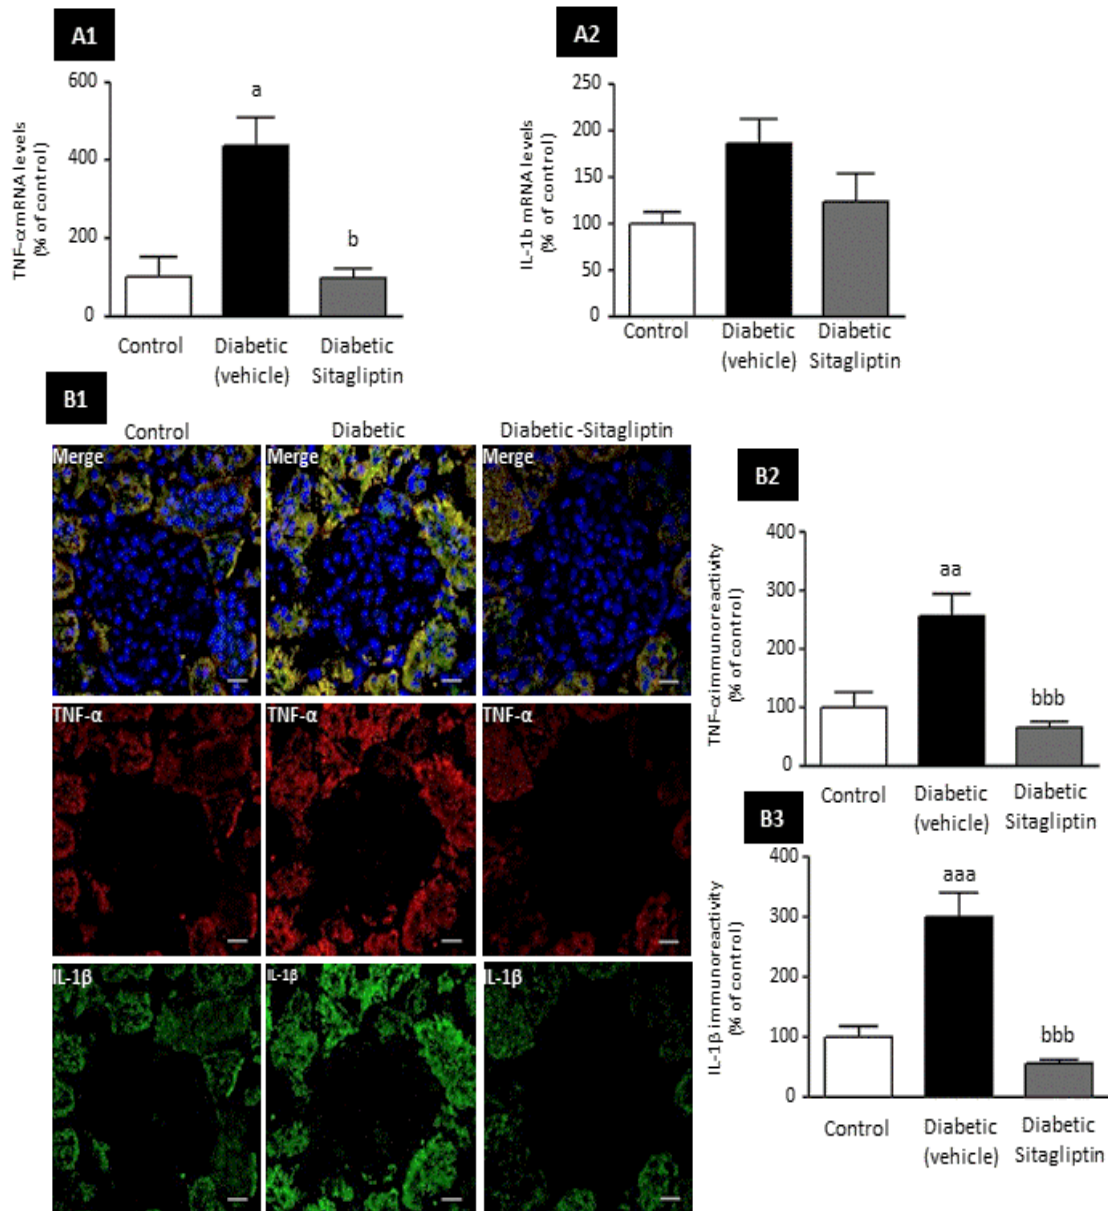 A1
A2
TNF-α mRNA levels
(% of control)
600
400
200
0
a
b
Control
Diabetic
(vehicle)
Diabetic
Sitagliptin
IL-1b mRNA levels
(% of control)
250
200
150
100
50
0
Control
Diabetic
(vehicle)
Diabetic
Sitagliptin
B1
Control
Diabetic
Diabetic -Sitagliptin
Merge
Merge
Merge
TNF-α
TNF-α
TNF-α
IL-1β
IL-1β
IL-1β
B2
TNF-α immunoreactivity
(% of control)
400
300
200
100
0
aa
bbb
Control
Diabetic
(vehicle)
Diabetic
Sitagliptin
B3
IL-1β immunoreactivity
(% of control)
400
300
200
100
0
aaa
bbb
Control
Diabetic
(vehicle)
Diabetic
Sitagliptin